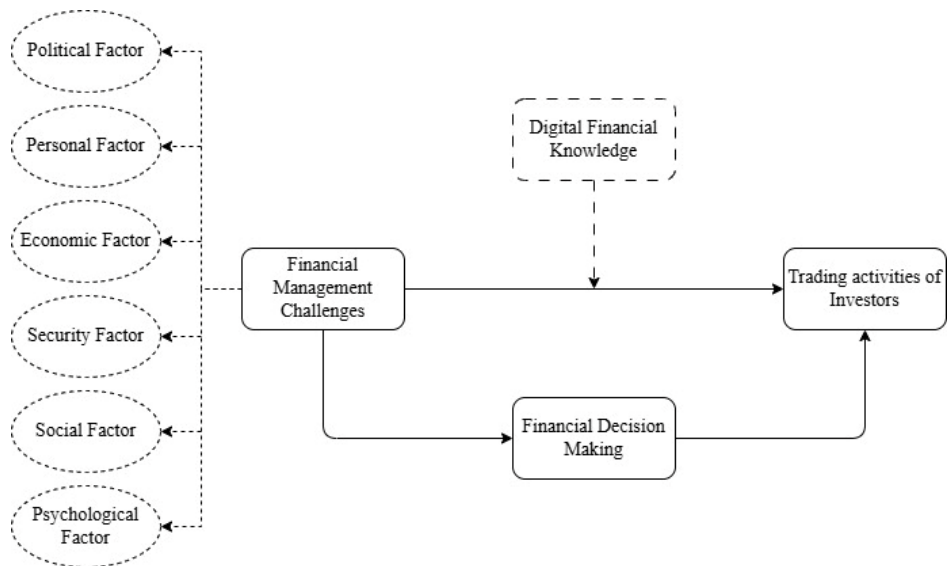 Political Factor
Personal Factor
Economic Factor
Security Factor
Social Factor
Psychological
Factor
Financial
Management
Challenges
Digital Financial
Knowledge
Financial Decision
Making
Trading activities of
Investors